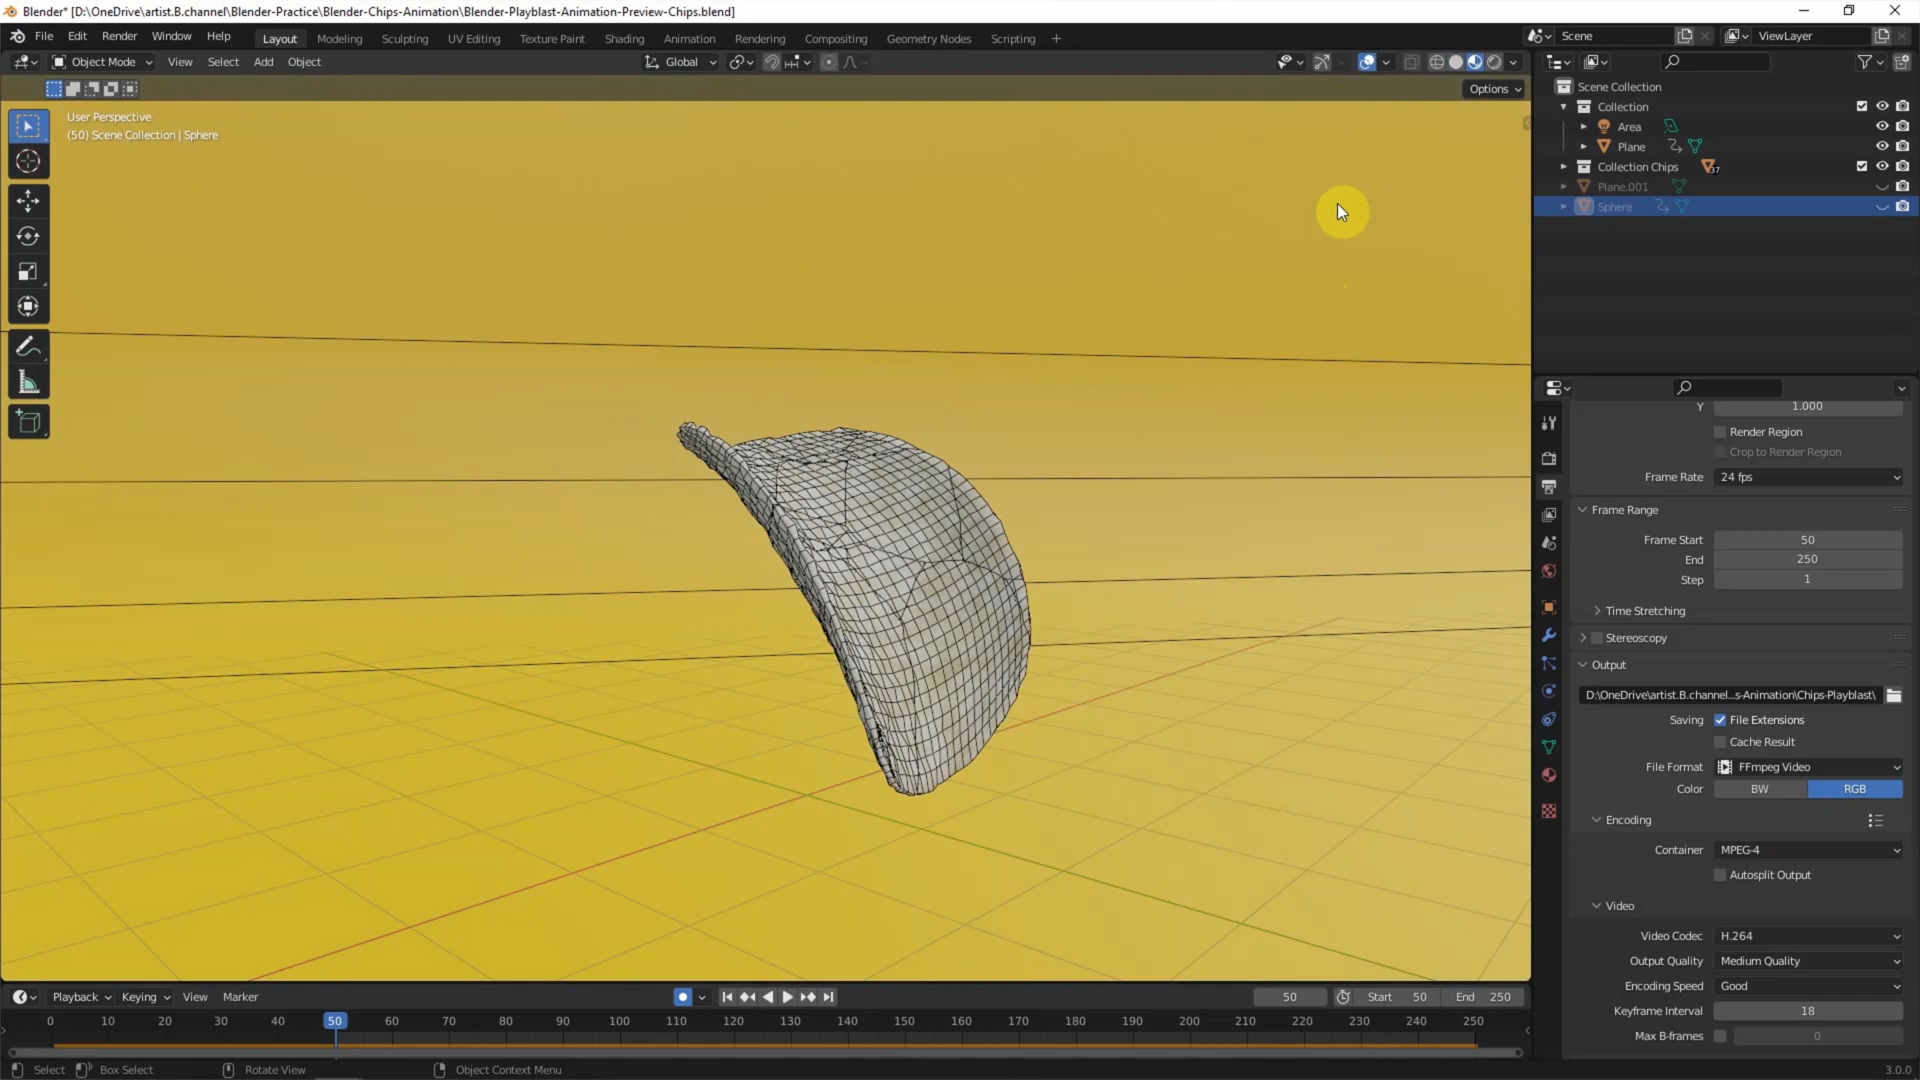 Blender* [D:\OneDrive\artist.B.channel\Blender-Practice\Blender-Chips-Animation\Blender-Playblast-Animation-Preview-Chips.blend]
File Edit Render Window Help Layout Modeling Sculpting UV Editing Texture Paint Shading Animation Rendering Compositing Geometry Nodes Scripting + Scene ViewLayer
Object Mode View Select Add Object Global
Options
User Perspective
(50) Scene Collection | Sphere
Scene Collection
Collection
Area
Plane
Collection Chips 37
Plane.001
Sphere
Y 1.000
Render Region
Crop to Render Region
Frame Rate 24 fps
Frame Range
Frame Start 50
End 250
Step 1
Time Stretching
Stereoscopy
Output
D:\OneDrive\artist.B.channel...s-Animation\Chips-Playblast\
Saving File Extensions
Cache Result
File Format FFmpeg Video
Color BW RGB
Encoding
Container MPEG-4
Autosplit Output
Video
Video Codec H.264
Output Quality Medium Quality
Encoding Speed Good
Keyframe Interval 18
Max B-frames 0
Playback Keying View Marker 50 Start 50 End 250
0 10 20 30 40 50 60 70 80 90 100 110 120 130 140 150 160 170 180 190 200 210 220 230 240 250
Select Box Select Rotate View Object Context Menu 3.0.0